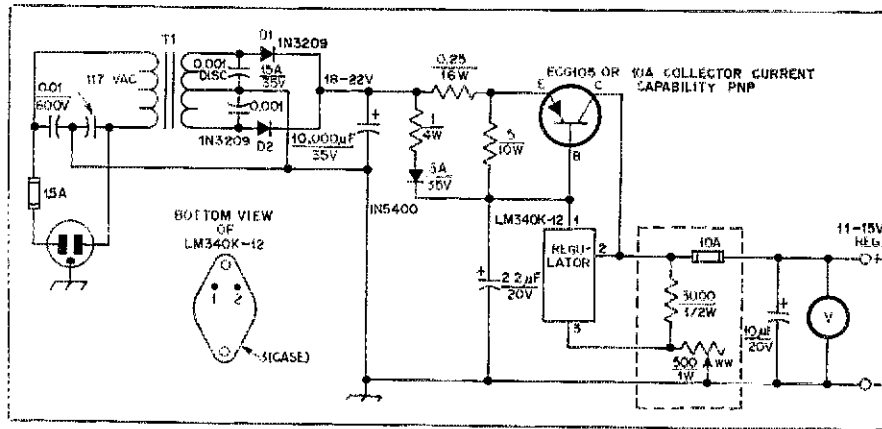 T1
D1
1N3209
117 VAC
0.01
600V
0.001
DISC
15A
35V
0.001
1N3209
D2
18-22V
10,000µF
35V
0.25
16W
ECG105 OR 10A COLLECTOR CURRENT
CAPABILITY PNP
E
C
B
1
4W
5
10W
3A
35V
1N5400
LM340K-12
1
REGU-
LATOR
2
3
2.2µF
20V
1.5A
BOTTOM VIEW
OF
LM340K-12
1
2
3(CASE)
10A
3000
1/2W
500
1W
WW
10µF
20V
V
11-15V
REG.
+
−